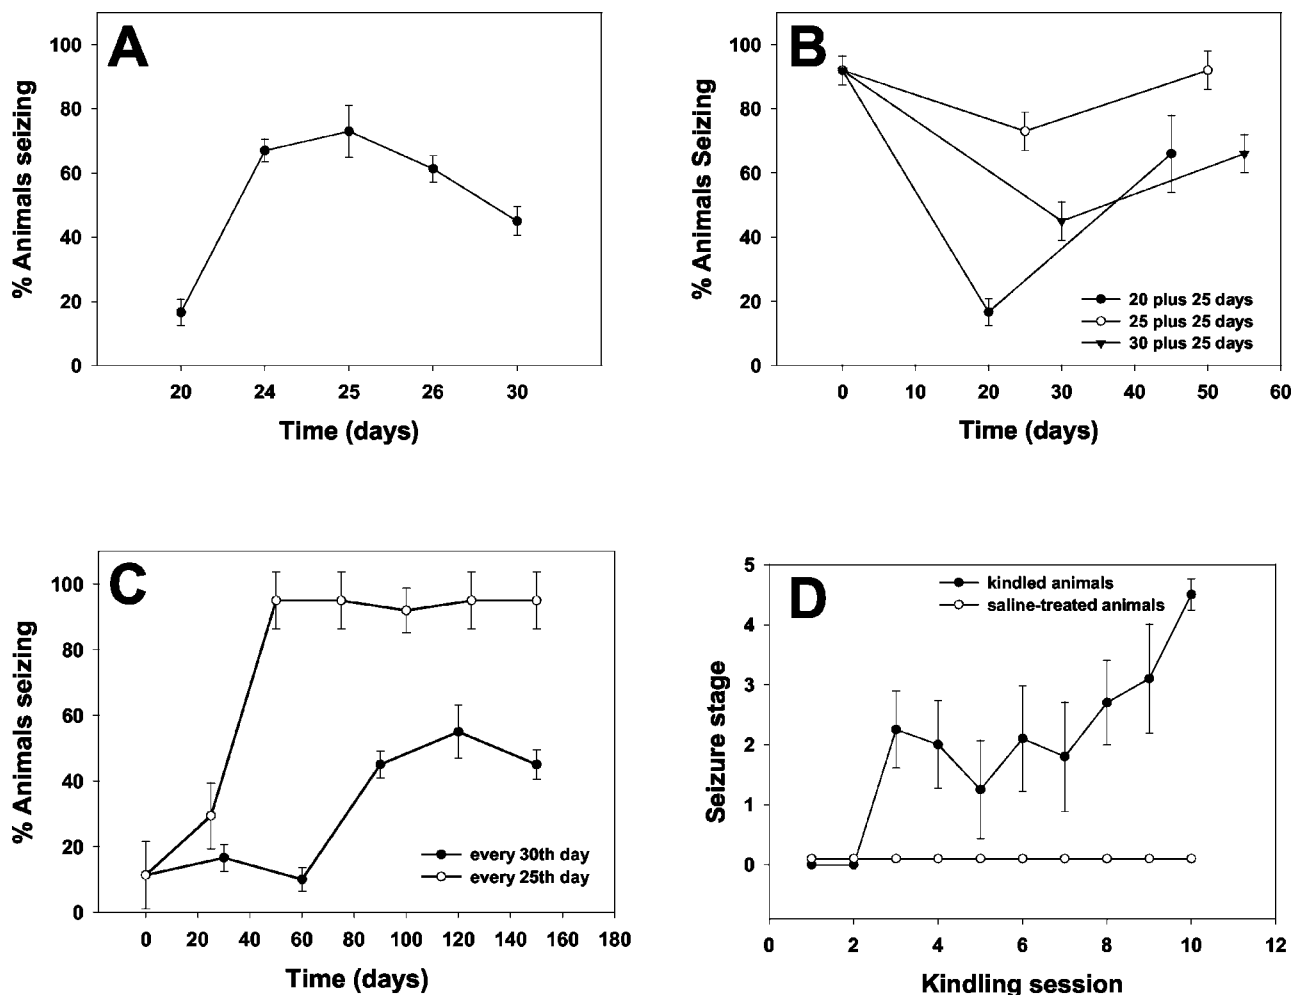 A
% Animals seizing
100
80
60
40
20
0
20 24 25 26 30
Time (days)
B
% Animals Seizing
100
80
60
40
20
0
20 plus 25 days
25 plus 25 days
30 plus 25 days
0 10 20 30 40 50 60
Time (days)
C
% Animals seizing
100
80
60
40
20
0
every 30th day
every 25th day
0 20 40 60 80 100 120 140 160 180
Time (days)
D
Seizure stage
5
4
3
2
1
0
kindled animals
saline-treated animals
0 2 4 6 8 10 12
Kindling session